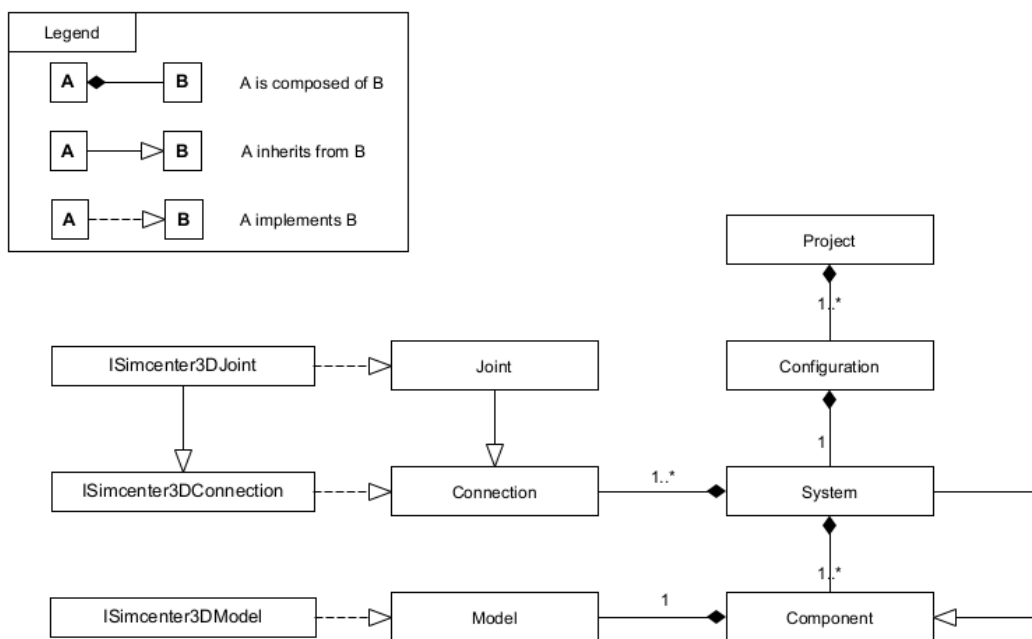 Legend
A B A is composed of B
A B A inherits from B
A B A implements B
Project
1..*
ISimcenter3DJoint Joint Configuration
1
ISimcenter3DConnection Connection 1..* System
1..*
ISimcenter3DModel Model 1 Component